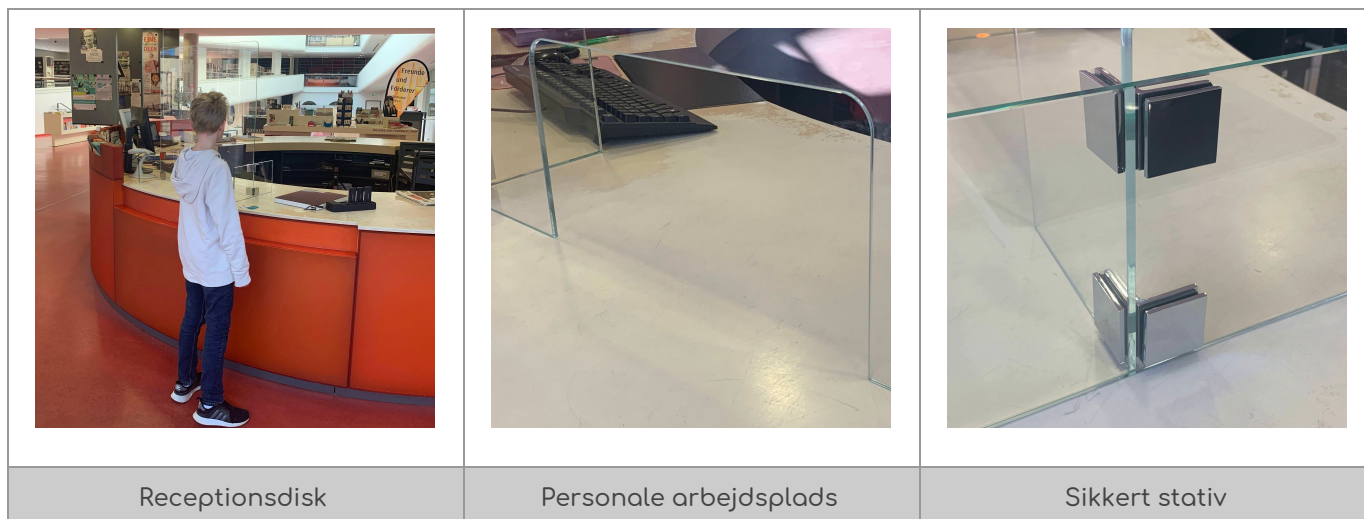 Freunde
und
Förderer
Receptionsdisk
Personale arbejdsplads
Sikkert stativ